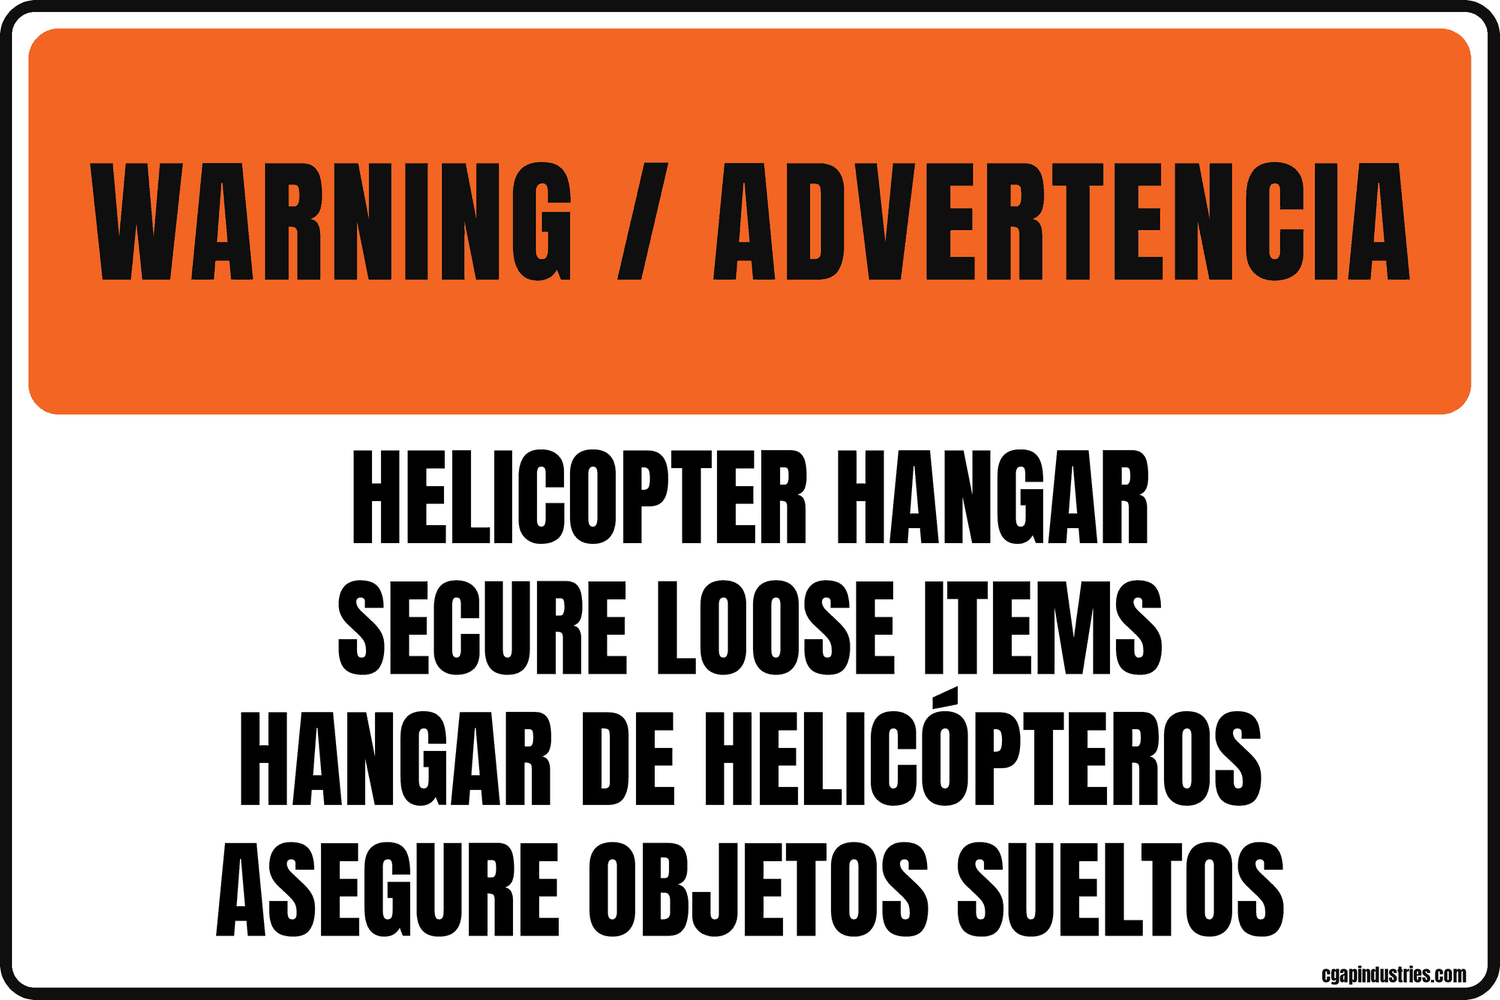 WARNING / ADVERTENCIA
HELICOPTER HANGAR
SECURE LOOSE ITEMS
HANGAR DE HELICÓPTEROS
ASEGURE OBJETOS SUELTOS
cgapindustries.com